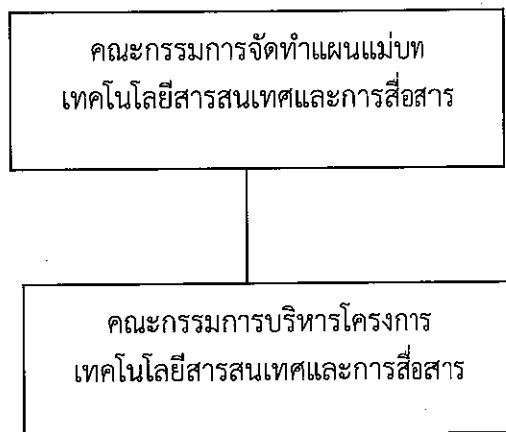 คณะกรรมการจัดทำแผนแม่บท
เทคโนโลยีสารสนเทศและการสื่อสาร
คณะกรรมการบริหารโครงการ
เทคโนโลยีสารสนเทศและการสื่อสาร